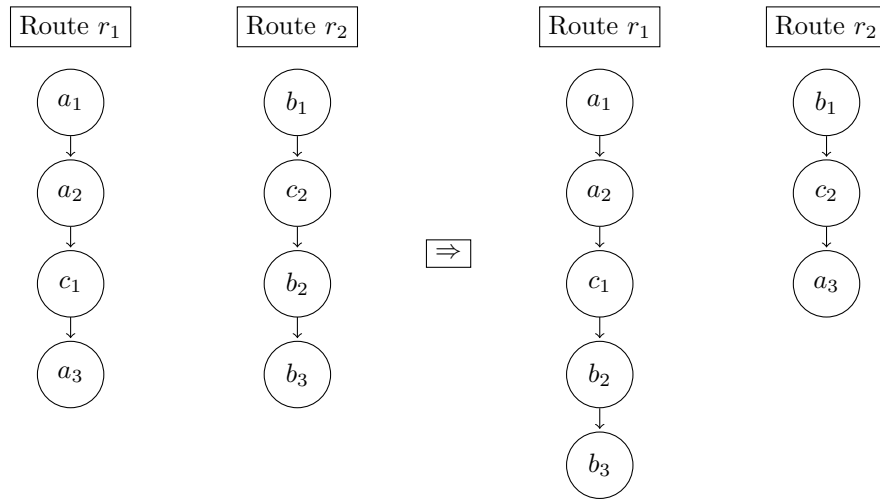 Route r₁ Route r₂ Route r₁ Route r₂
a₁ b₁ a₁ b₁
a₂ c₂ a₂ c₂
⇒
c₁ b₂ c₁ a₃
a₃ b₃ b₂
b₃